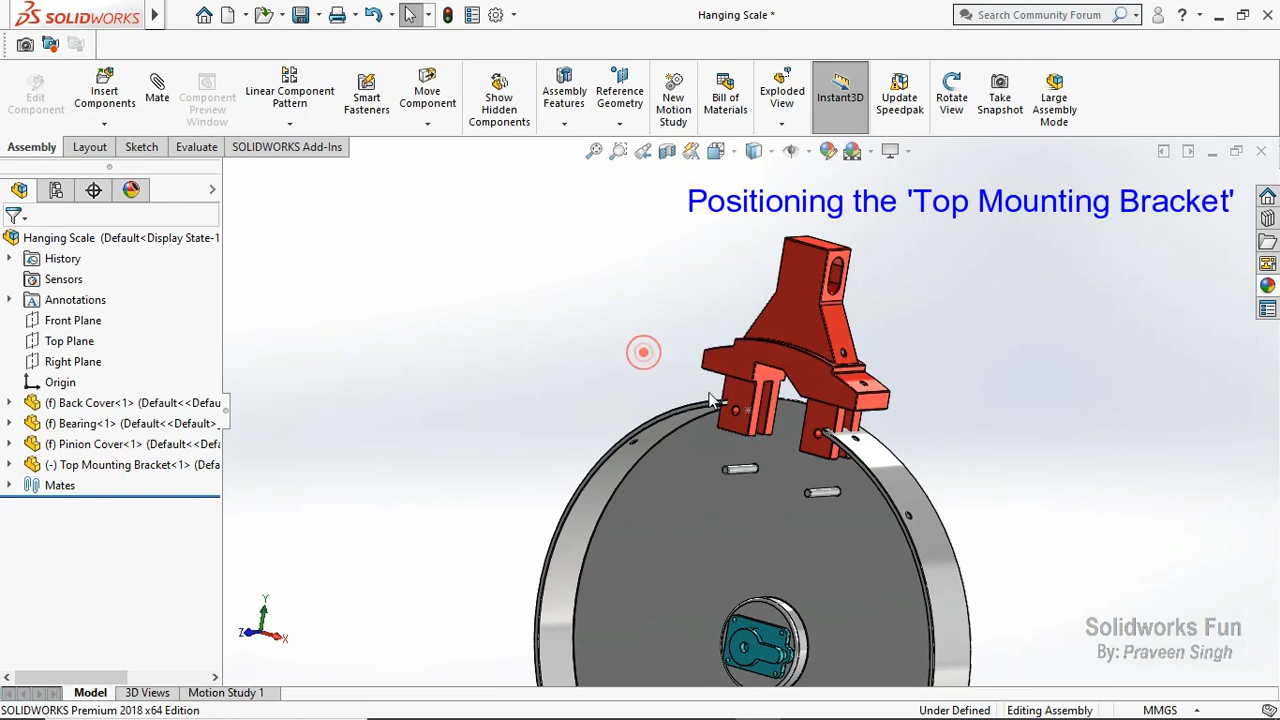 SOLIDWORKS
Hanging Scale *
Search Community Forum
?
Edit Component
Insert Components
Mate
Component Preview Window
Linear Component Pattern
Smart Fasteners
Move Component
Show Hidden Components
Assembly Features
Reference Geometry
New Motion Study
Bill of Materials
Exploded View
Instant3D
Update Speedpak
Rotate View
Take Snapshot
Large Assembly Mode
Assembly
Layout
Sketch
Evaluate
SOLIDWORKS Add-Ins
Positioning the 'Top Mounting Bracket'
Hanging Scale (Default<Display State-1
History
Sensors
Annotations
Front Plane
Top Plane
Right Plane
Origin
(f) Back Cover<1> (Default<<Defau
(f) Bearing<1> (Default<<Default>
(f) Pinion Cover<1> (Default<<Defa
(-) Top Mounting Bracket<1> (Defa
Mates
Y
Z
X
Solidworks Fun
By: Praveen Singh
Model
3D Views
Motion Study 1
SOLIDWORKS Premium 2018 x64 Edition
Under Defined
Editing Assembly
MMGS